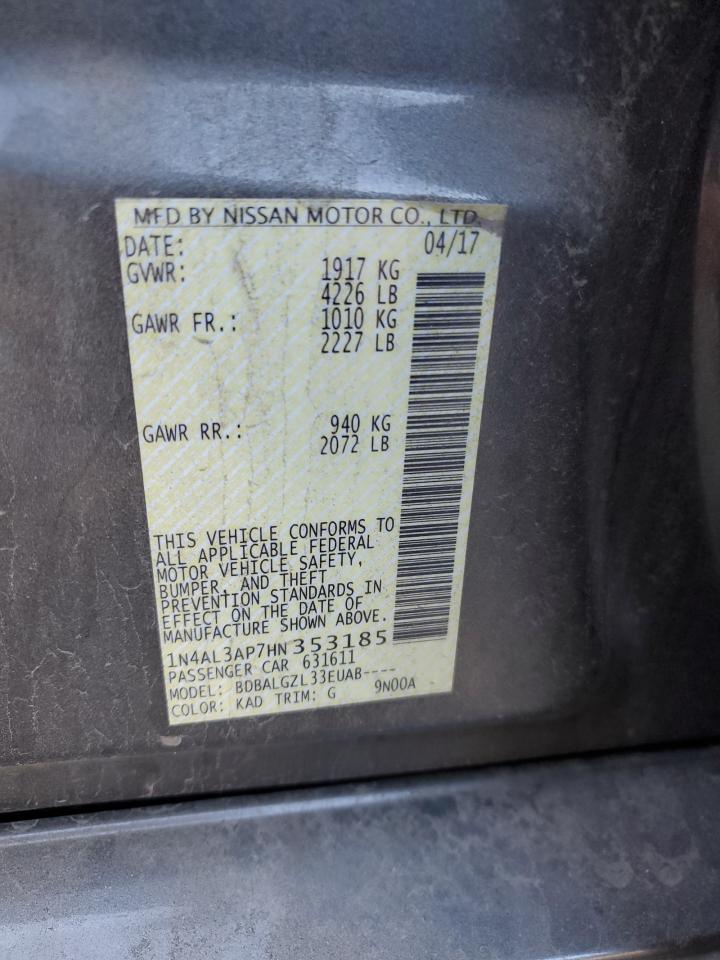 MFD BY NISSAN MOTOR CO., LTD.
DATE: 04/17
GVWR: 1917 KG
4226 LB
GAWR FR.: 1010 KG
2227 LB
GAWR RR.: 940 KG
2072 LB
THIS VEHICLE CONFORMS TO
ALL APPLICABLE FEDERAL
MOTOR VEHICLE SAFETY,
BUMPER, AND THEFT
PREVENTION STANDARDS IN
EFFECT ON THE DATE OF
MANUFACTURE SHOWN ABOVE.
1N4AL3AP7HN353185
PASSENGER CAR 631611
MODEL: BDBALGZL33EUAB----
COLOR: KAD TRIM: G 9N00A